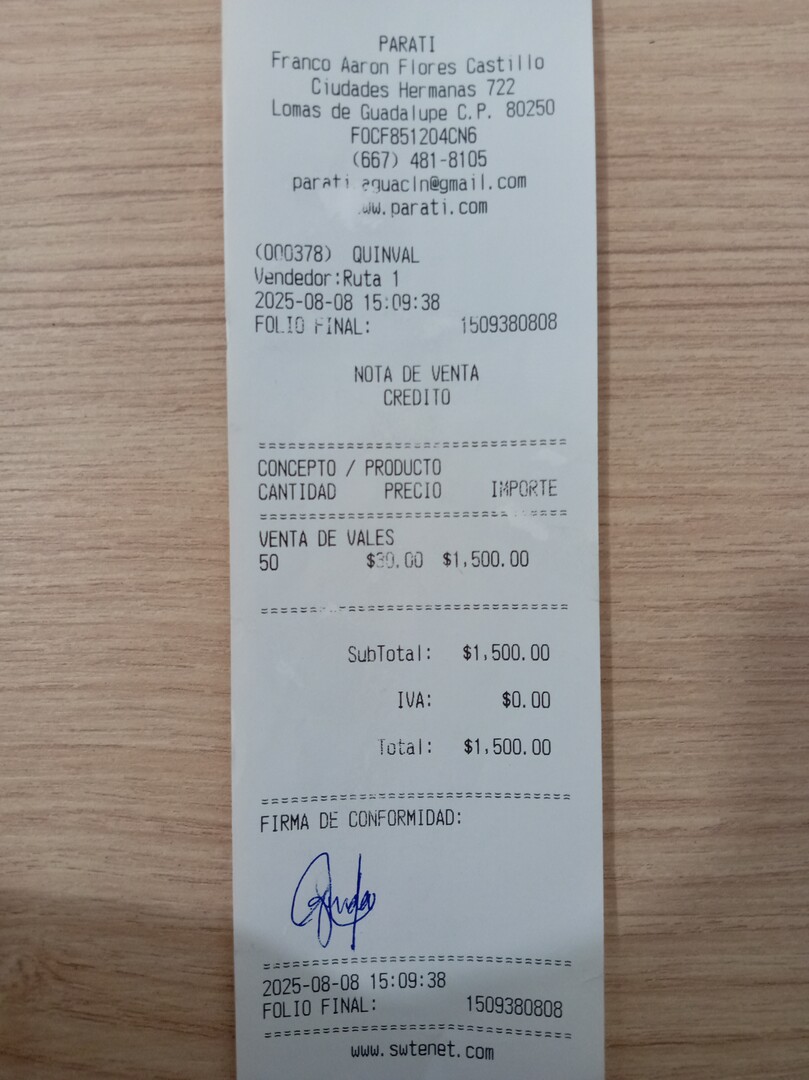 PARATI
Franco Aaron Flores Castillo
Ciudades Hermanas 722
Lomas de Guadalupe C.P. 80250
FOCF851204CN6
(667) 481-8105
parati.aguacln@gmail.com
www.parati.com
(000378) QUINVAL
Vendedor:Ruta 1
2025-08-08 15:09:38
FOLIO FINAL: 1509380808
NOTA DE VENTA
CREDITO
CONCEPTO / PRODUCTO
CANTIDAD PRECIO IMPORTE
VENTA DE VALES
50 $30.00 $1,500.00
SubTotal: $1,500.00
IVA: $0.00
Total: $1,500.00
FIRMA DE CONFORMIDAD:
2025-08-08 15:09:38
FOLIO FINAL: 1509380808
www.swtenet.com